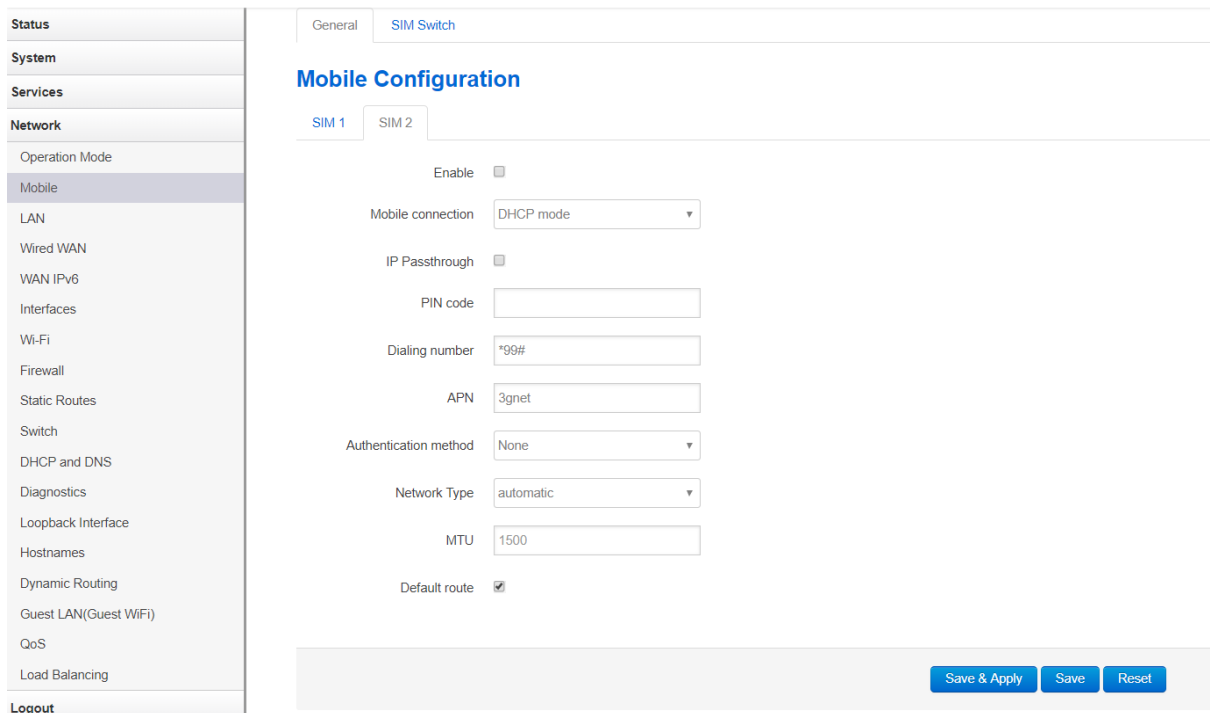 Status
System
Services
Network
Operation Mode
Mobile
LAN
Wired WAN
WAN IPv6
Interfaces
Wi-Fi
Firewall
Static Routes
Switch
DHCP and DNS
Diagnostics
Loopback Interface
Hostnames
Dynamic Routing
Guest LAN(Guest WiFi)
QoS
Load Balancing
Logout
General SIM Switch
Mobile Configuration
SIM 1 SIM 2
Enable
Mobile connection DHCP mode
IP Passthrough
PIN code
Dialing number *99#
APN 3gnet
Authentication method None
Network Type automatic
MTU 1500
Default route
Save & Apply Save Reset